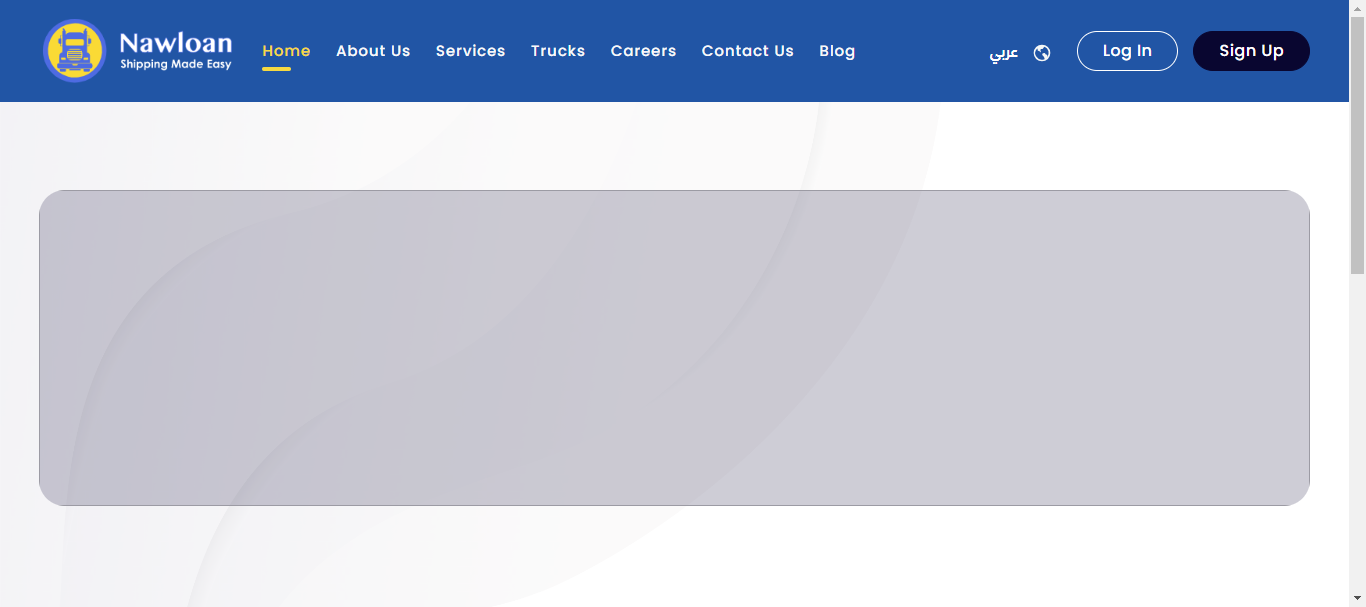 Nawloan
Shipping Made Easy
Home About Us Services Trucks Careers Contact Us Blog عربي Log In Sign Up